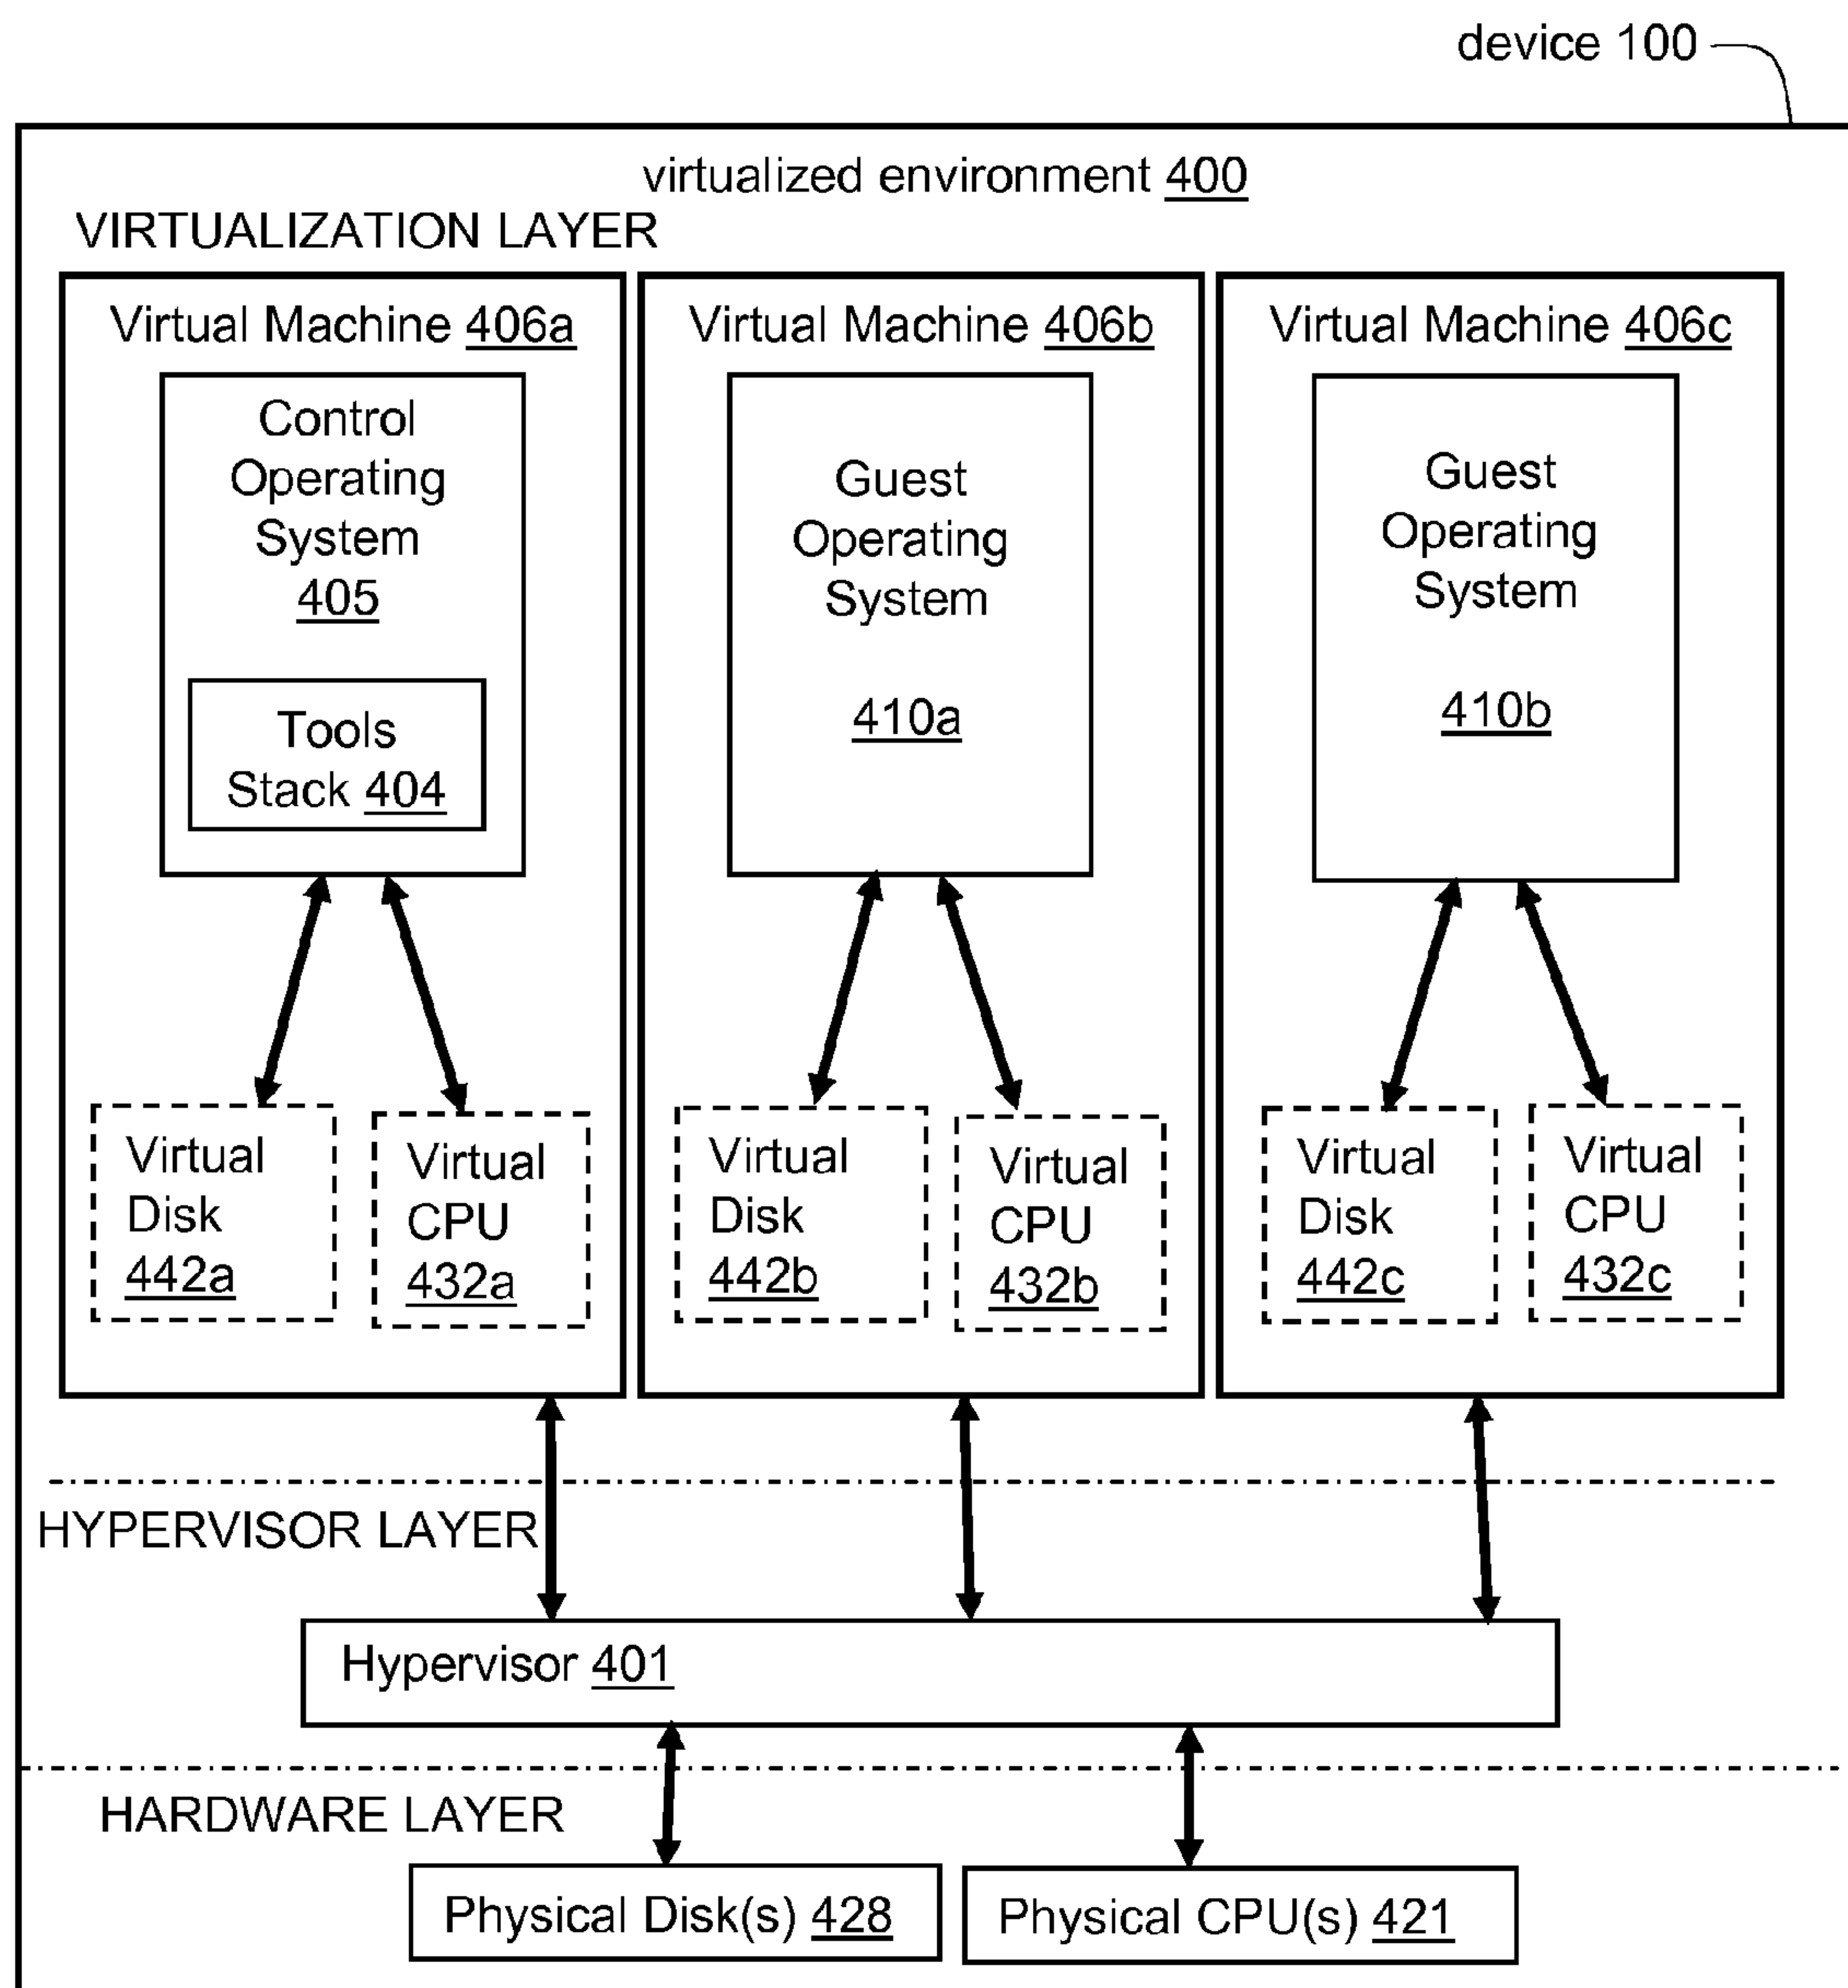 device 100
virtualized environment 400
VIRTUALIZATION LAYER
Virtual Machine 406a
Control
Operating
System
405
Tools
Stack 404
Virtual
Disk
442a
Virtual
CPU
432a
Virtual Machine 406b
Guest
Operating
System
410a
Virtual
Disk
442b
Virtual
CPU
432b
Virtual Machine 406c
Guest
Operating
System
410b
Virtual
Disk
442c
Virtual
CPU
432c
HYPERVISOR LAYER
Hypervisor 401
HARDWARE LAYER
Physical Disk(s) 428
Physical CPU(s) 421